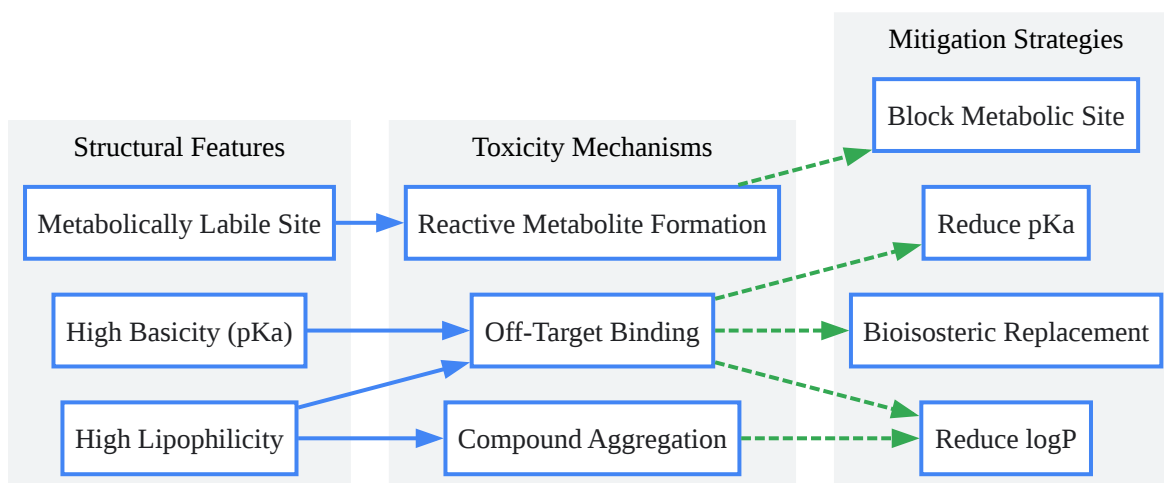 Structural Features
Metabolically Labile Site
High Basicity (pKa)
High Lipophilicity
Toxicity Mechanisms
Reactive Metabolite Formation
Off-Target Binding
Compound Aggregation
Mitigation Strategies
Block Metabolic Site
Reduce pKa
Bioisosteric Replacement
Reduce logP